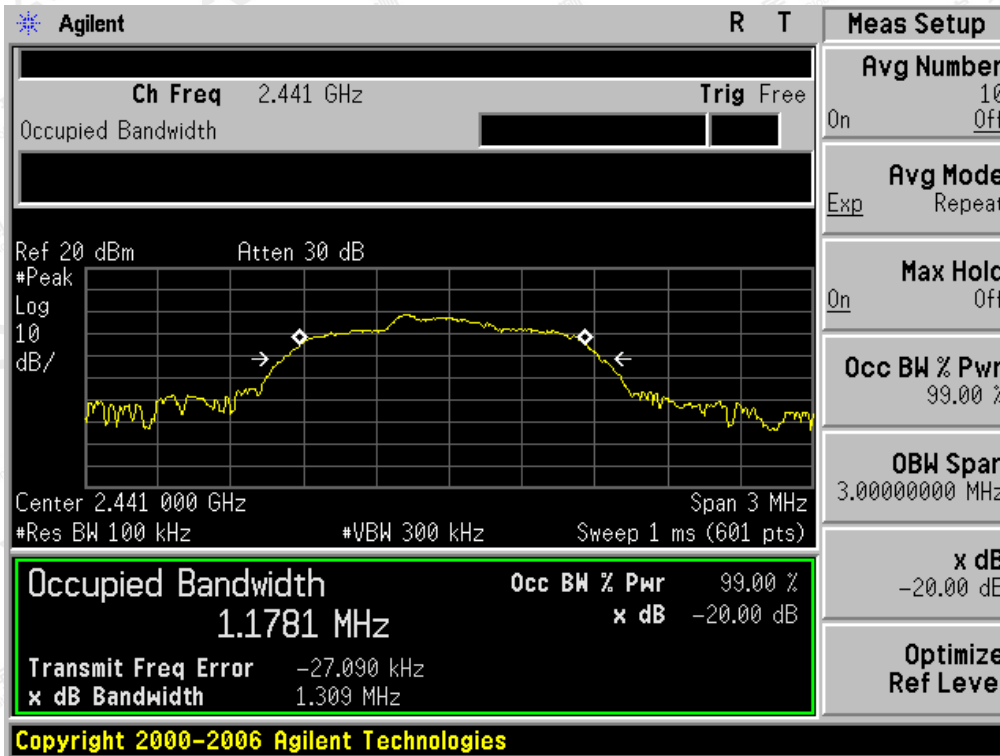 Agilent R T
Ch Freq 2.441 GHz Trig Free
Occupied Bandwidth
Ref 20 dBm Atten 30 dB
#Peak
Log
10
dB/
Center 2.441 000 GHz Span 3 MHz
#Res BW 100 kHz #VBW 300 kHz Sweep 1 ms (601 pts)
Occupied Bandwidth Occ BW % Pwr 99.00 %
1.1781 MHz x dB -20.00 dB
Transmit Freq Error -27.090 kHz
x dB Bandwidth 1.309 MHz
Copyright 2000-2006 Agilent Technologies
Meas Setup
Avg Number
10
On Off
Avg Mode
Exp Repeat
Max Hold
On Off
Occ BW % Pwr
99.00 %
OBW Span
3.00000000 MHz
x dB
-20.00 dB
Optimize
Ref Level